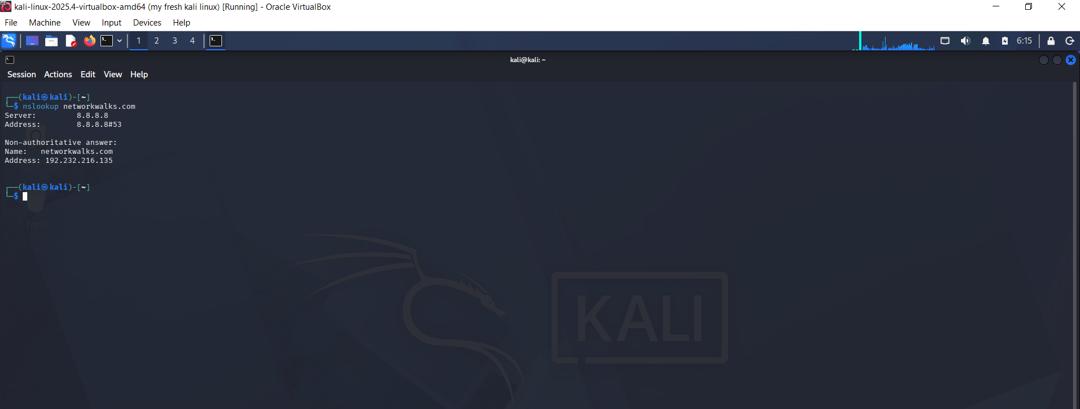 kali-linux-2025.4-virtualbox-amd64 (my fresh kali linux) [Running] - Oracle VirtualBox
File Machine View Input Devices Help
1 2 3 4 6:15
kali@kali: ~
Session Actions Edit View Help
┌──(kali㉿kali)-[~]
└─$ nslookup networkwalks.com
Server: 8.8.8.8
Address: 8.8.8.8#53
Non-authoritative answer:
Name: networkwalks.com
Address: 192.232.216.135
┌──(kali㉿kali)-[~]
└─$
KALI